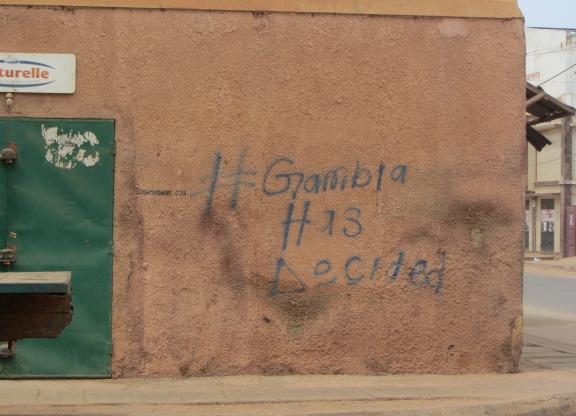 turelle
#Gambia
Has
Decided